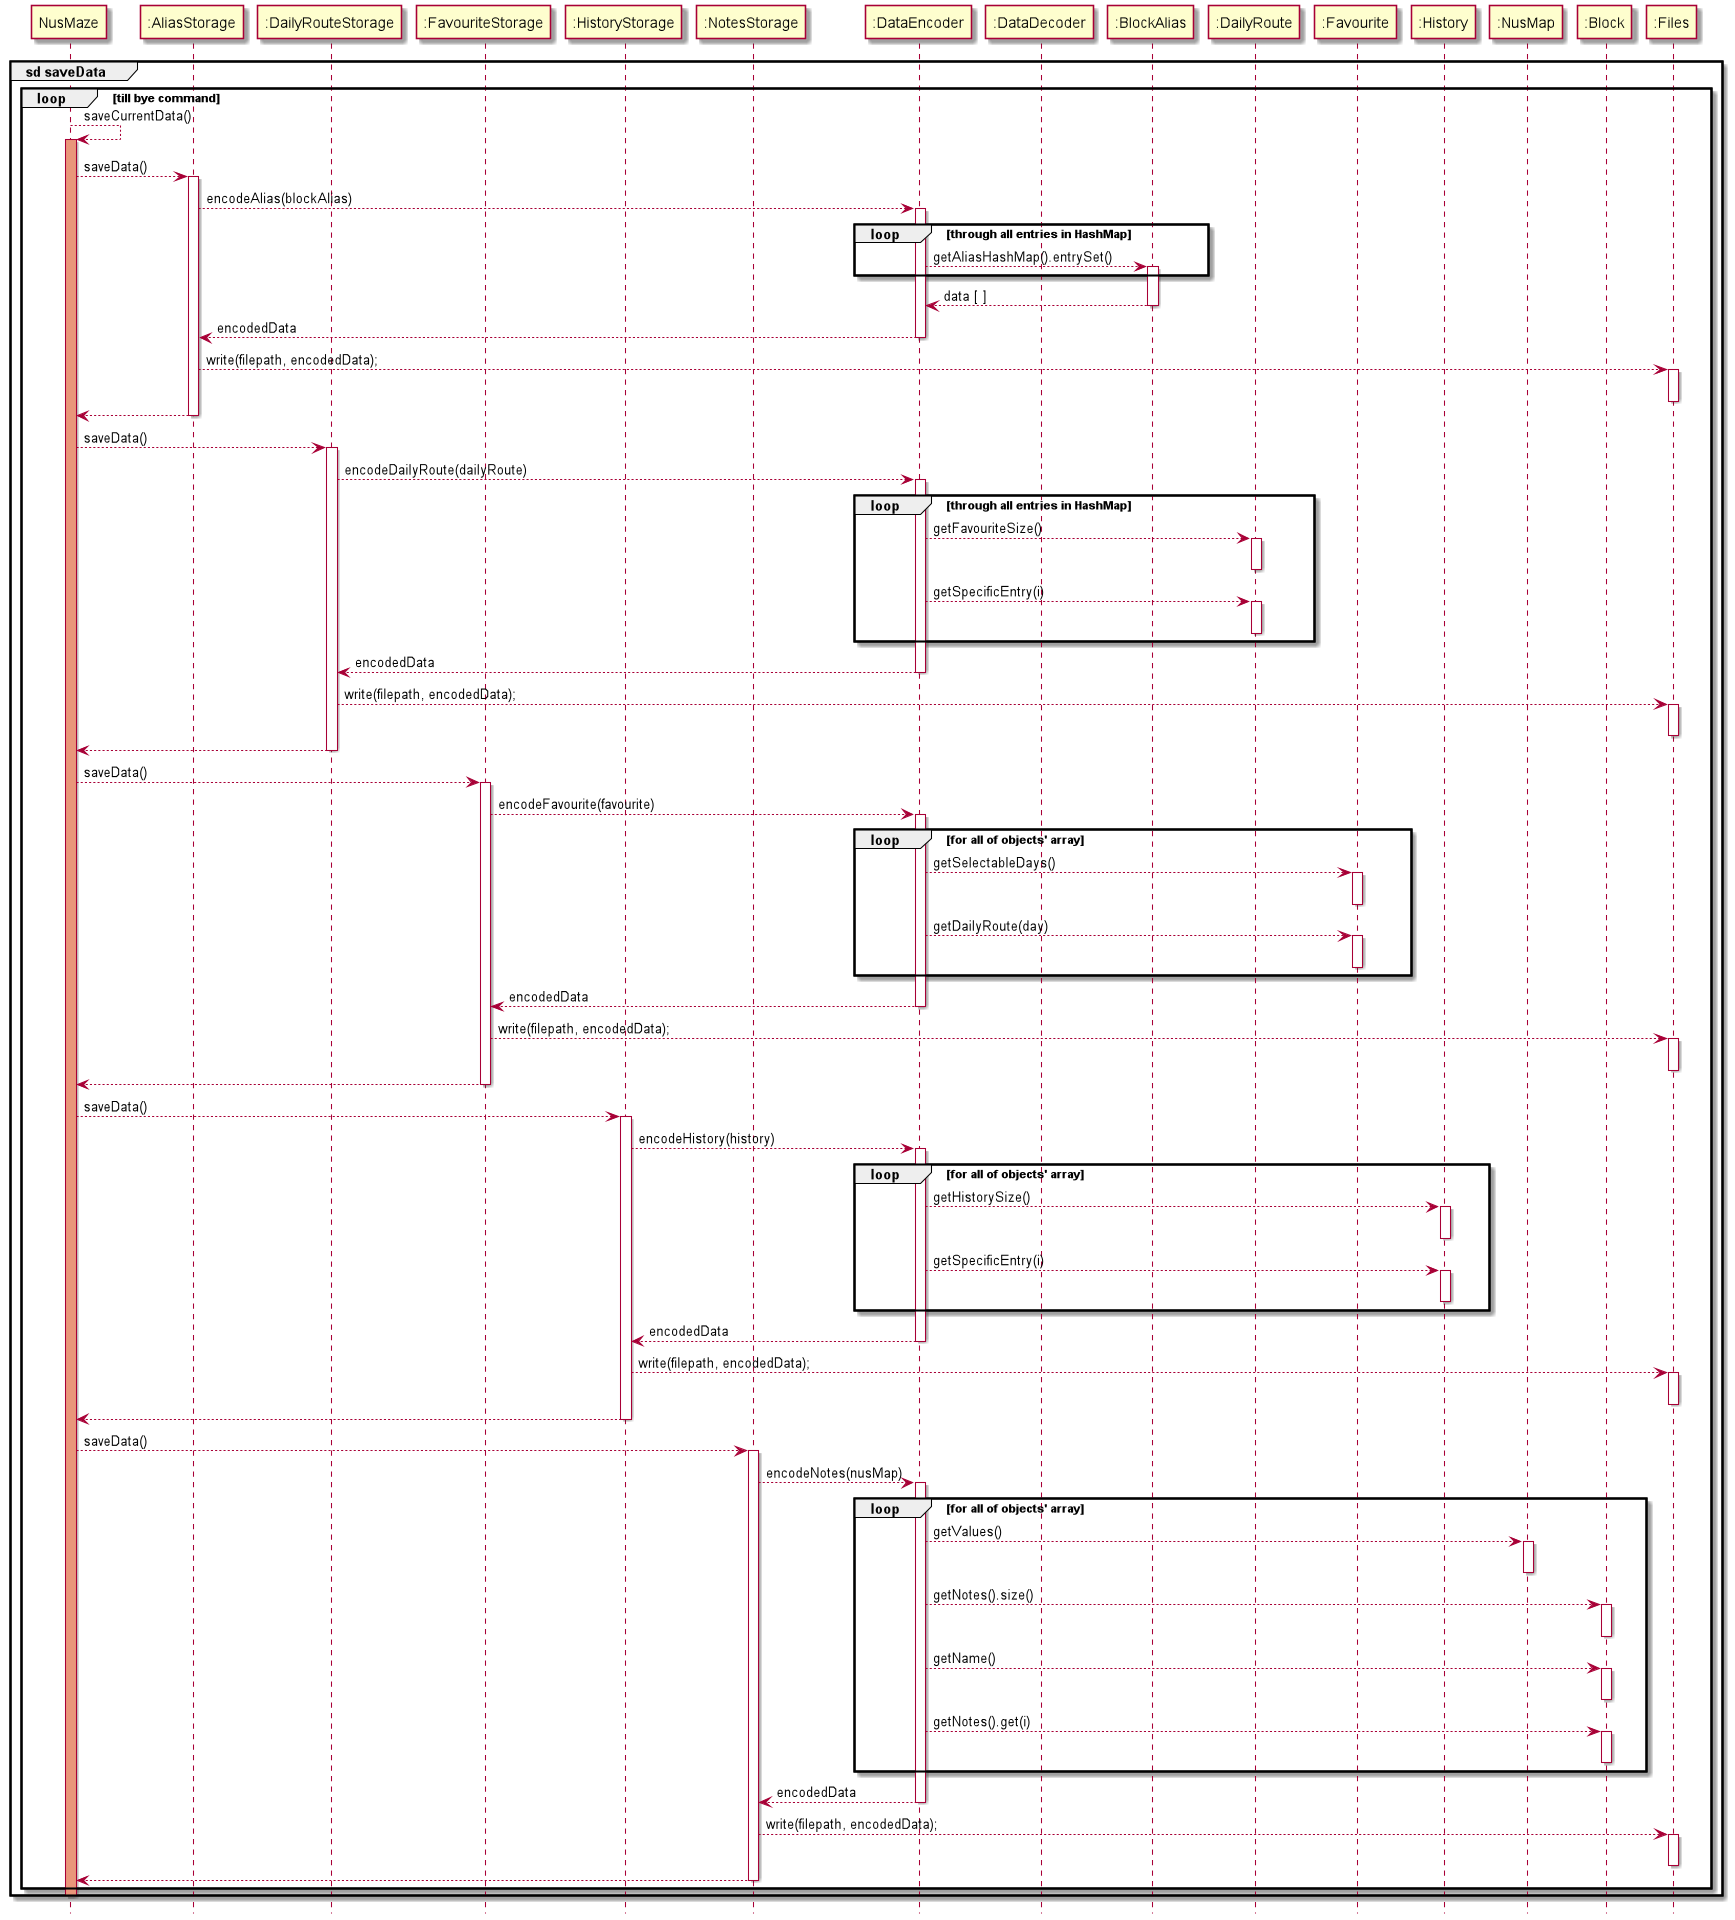 NusMaze :AliasStorage :DailyRouteStorage :FavouriteStorage :HistoryStorage :NotesStorage :DataEncoder :DataDecoder :BlockAlias :DailyRoute :Favourite :History :NusMap :Block :Files
sd saveData
loop [till bye command]
saveCurrentData()
saveData()
encodeAlias(blockAlias)
loop [through all entries in HashMap]
getAliasHashMap().entrySet()
data [ ]
encodedData
write(filepath, encodedData);
saveData()
encodeDailyRoute(dailyRoute)
loop [through all entries in HashMap]
getFavouriteSize()
getSpecificEntry(i)
encodedData
write(filepath, encodedData);
saveData()
encodeFavourite(favourite)
loop [for all of objects' array]
getSelectableDays()
getDailyRoute(day)
encodedData
write(filepath, encodedData);
saveData()
encodeHistory(history)
loop [for all of objects' array]
getHistorySize()
getSpecificEntry(i)
encodedData
write(filepath, encodedData);
saveData()
encodeNotes(nusMap)
loop [for all of objects' array]
getValues()
getNotes().size()
getName()
getNotes().get(i)
encodedData
write(filepath, encodedData);